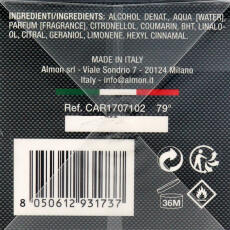 INGREDIENTI/INGREDIENTS: ALCOHOL DENAT., AQUA (WATER)
PARFUM (FRAGRANCE), CITRONELLOL, COUMARIN, BHT, LINALO-
OL, CITRAL, GERANIOL, LIMONENE, HEXYL CINNAMAL.
MADE IN ITALY
Almon srl - Viale Sondrio 7 - 20124 Milano
Italy - info@almon.it
Ref. CAR1707102 79°
36M
8 050612 931737